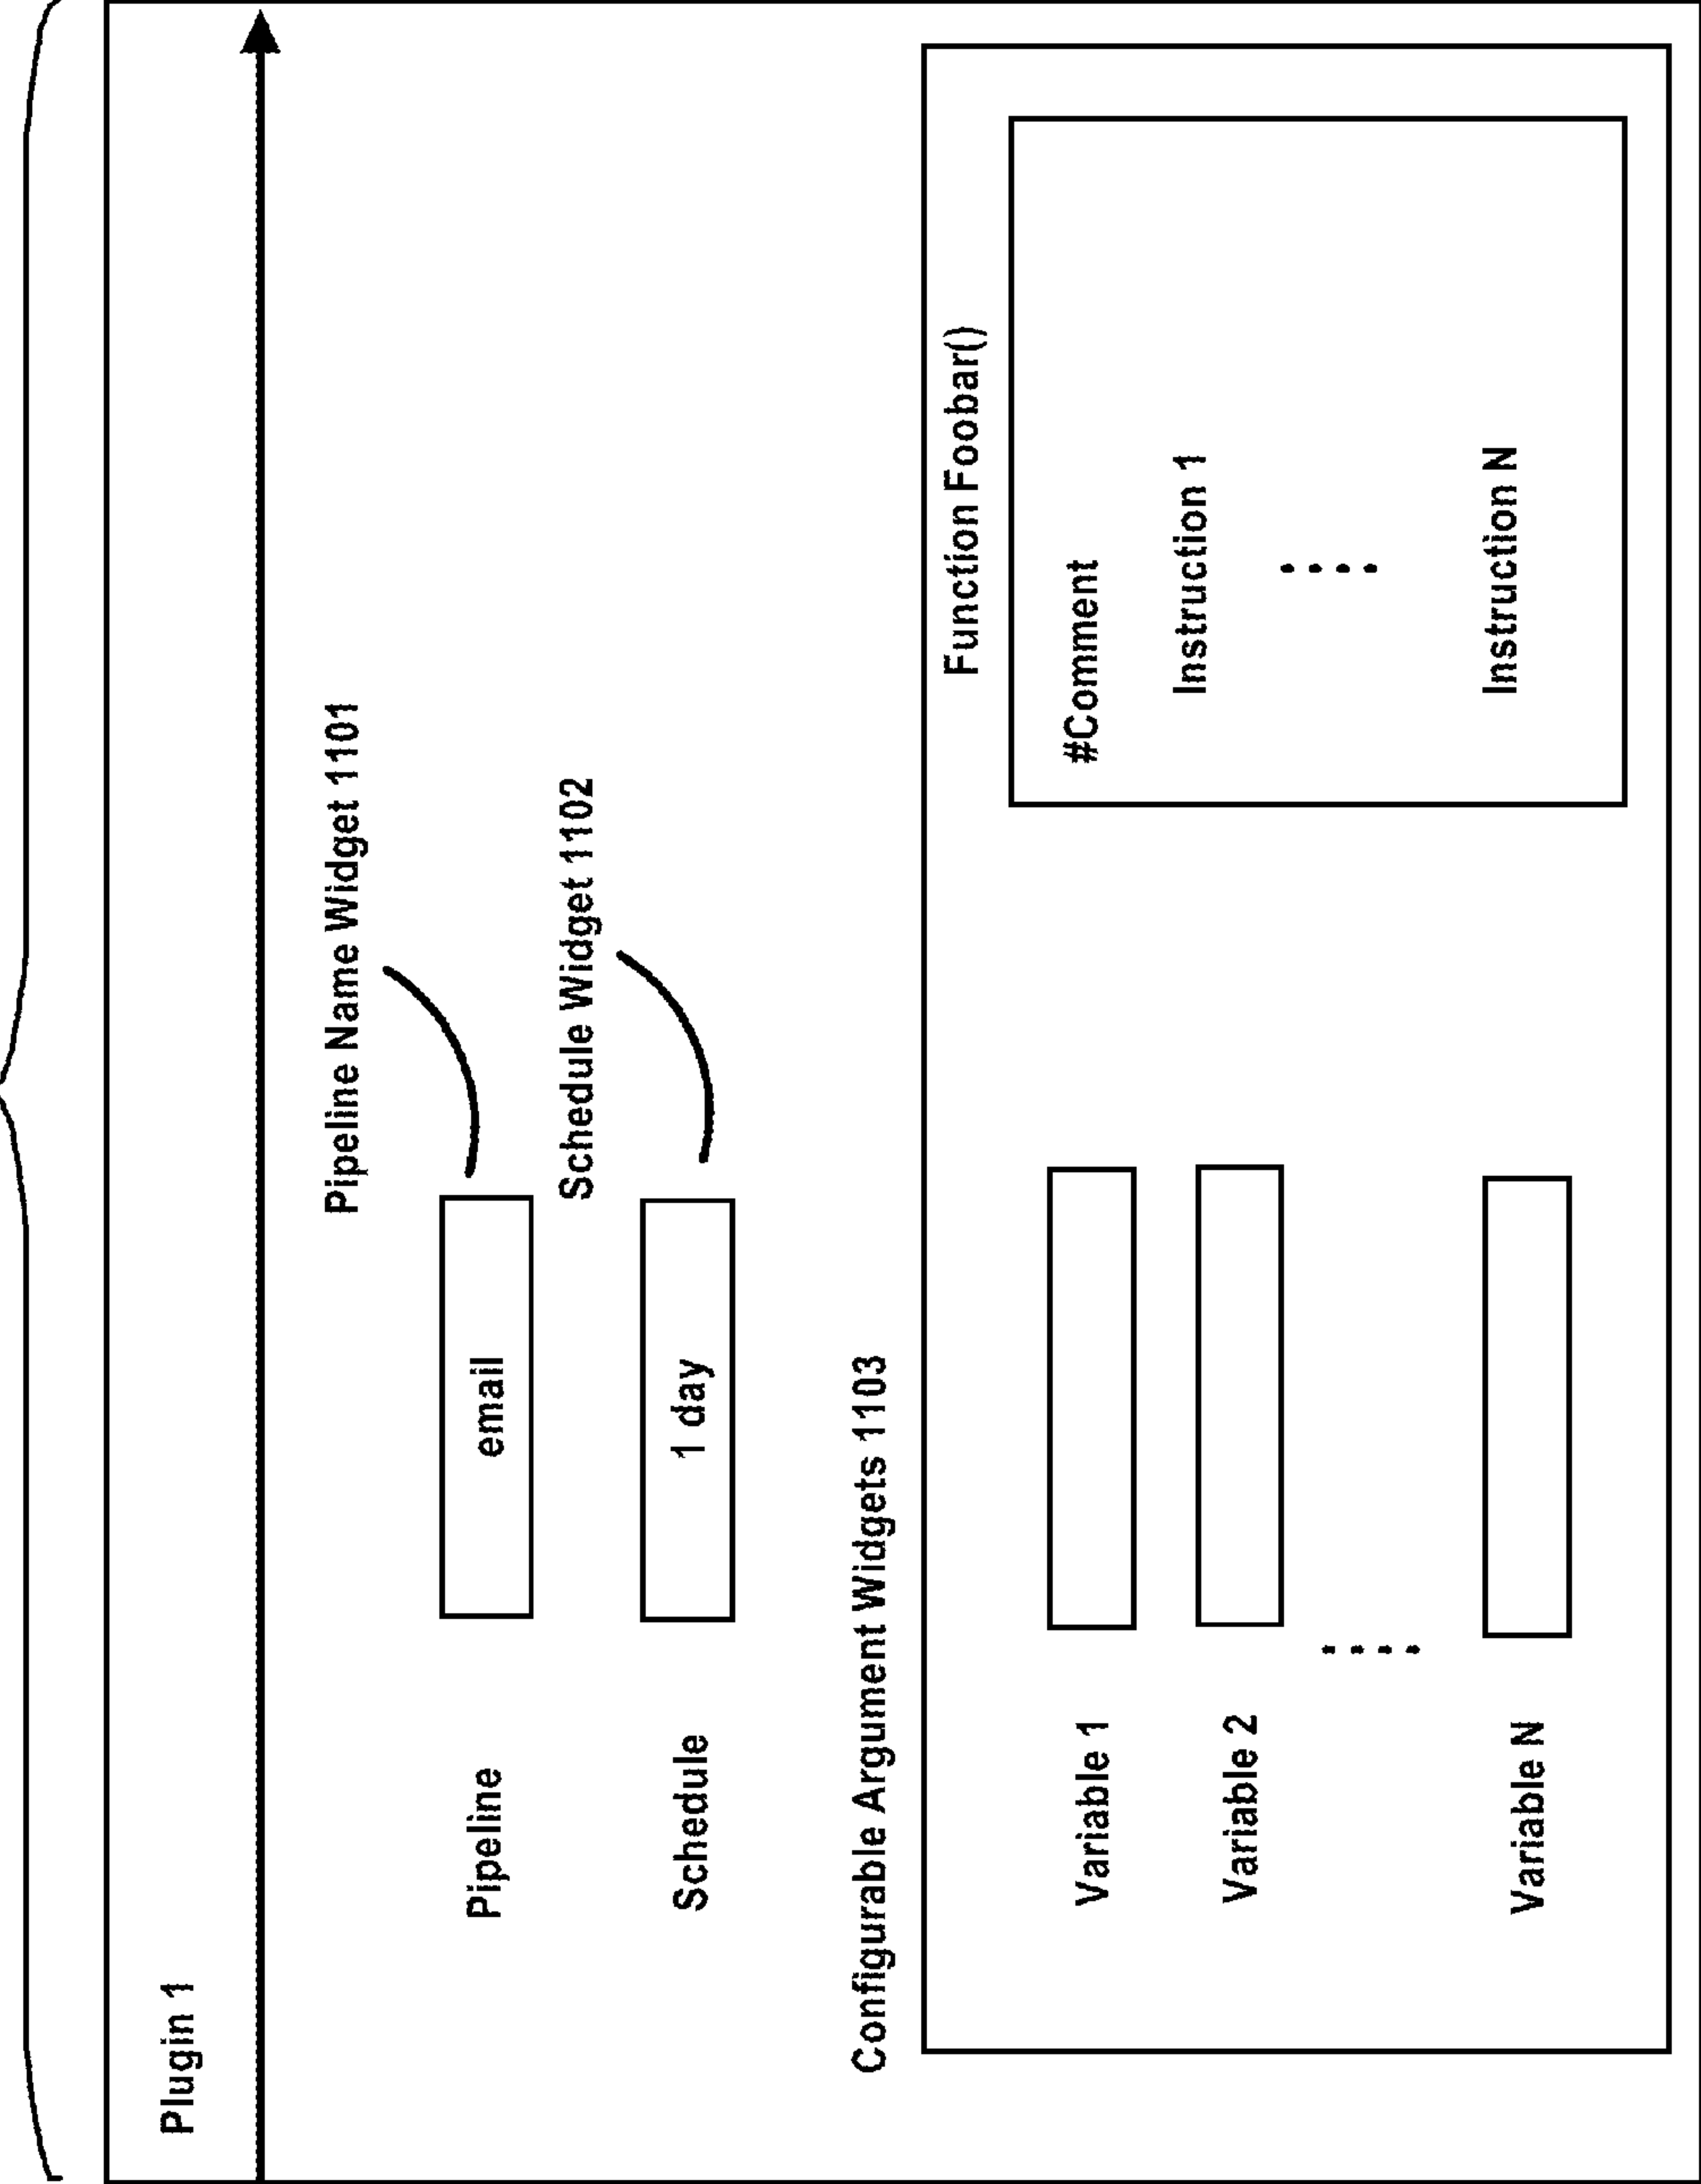 Plugin 1
Pipeline Name Widget 1101
Pipeline
email
Schedule Widget 1102
Schedule
1 day
Configurable Argument Widgets 1103
Function Foobar()
Variable 1
#Comment
Variable 2
Instruction 1
Variable N
Instruction N